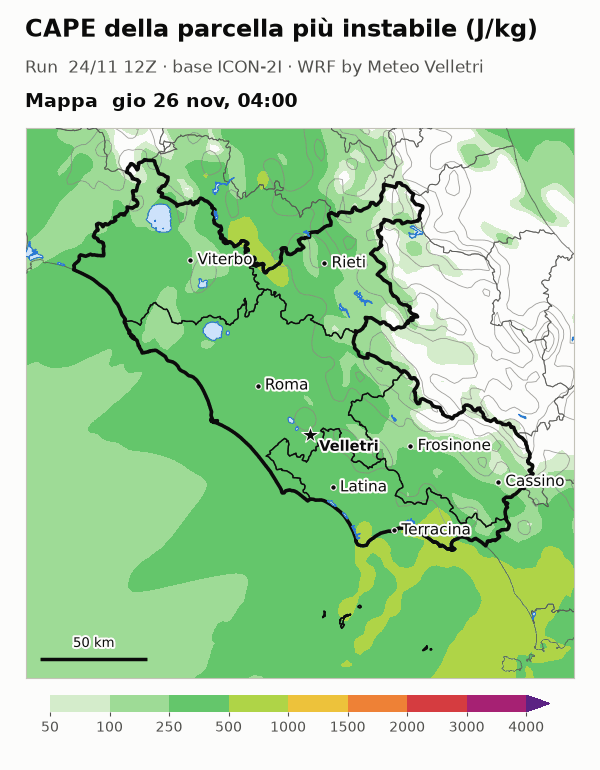 CAPE della parcella più instabile (J/kg)
Run  24/11 12Z · base ICON-2I · WRF by Meteo Velletri
Mappa  gio 26 nov, 04:00
Viterbo
Rieti
Roma
Velletri
Frosinone
Latina
Cassino
Terracina
50 km
50 100 250 500 1000 1500 2000 3000 4000